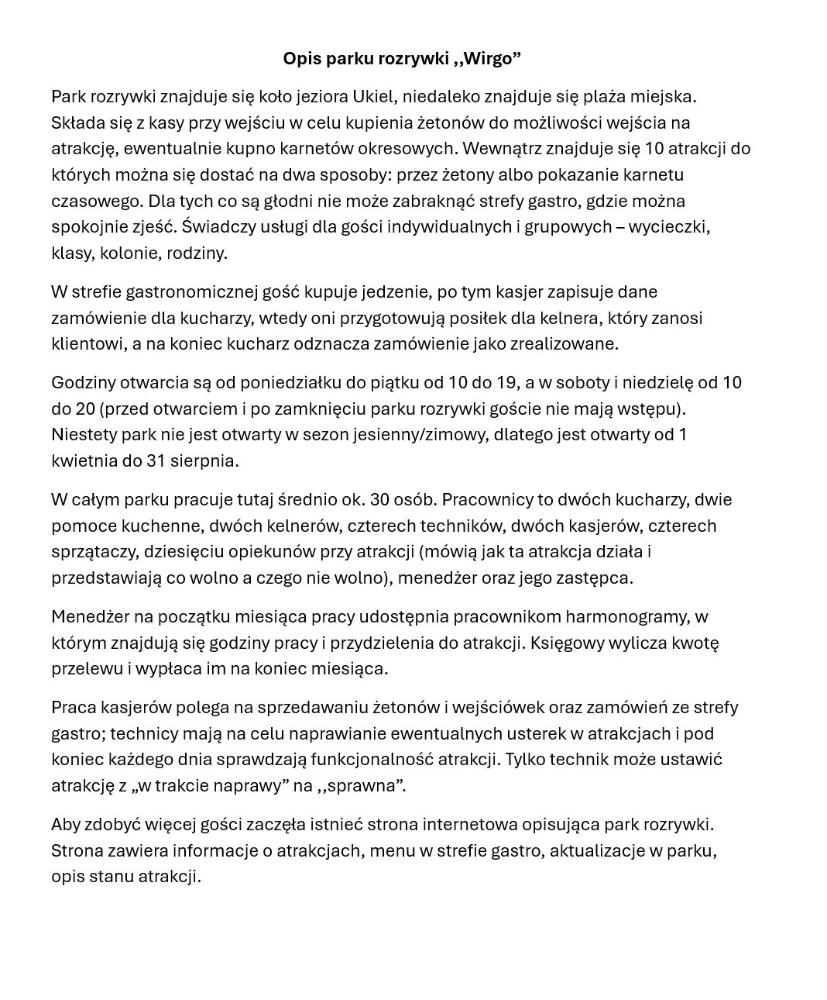 Opis parku rozrywki ,,Wirgo”
Park rozrywki znajduje się koło jeziora Ukiel, niedaleko znajduje się plaża miejska.
Składa się z kasy przy wejściu w celu kupienia żetonów do możliwości wejścia na
atrakcję, ewentualnie kupno karnetów okresowych. Wewnątrz znajduje się 10 atrakcji do
których można się dostać na dwa sposoby: przez żetony albo pokazanie karnetu
czasowego. Dla tych co są głodni nie może zabraknąć strefy gastro, gdzie można
spokojnie zjeść. Świadczy usługi dla gości indywidualnych i grupowych – wycieczki,
klasy, kolonie, rodziny.
W strefie gastronomicznej gość kupuje jedzenie, po tym kasjer zapisuje dane
zamówienie dla kucharzy, wtedy oni przygotowują posiłek dla kelnera, który zanosi
klientowi, a na koniec kucharz odznacza zamówienie jako zrealizowane.
Godziny otwarcia są od poniedziałku do piątku od 10 do 19, a w soboty i niedzielę od 10
do 20 (przed otwarciem i po zamknięciu parku rozrywki goście nie mają wstępu).
Niestety park nie jest otwarty w sezon jesienny/zimowy, dlatego jest otwarty od 1
kwietnia do 31 sierpnia.
W całym parku pracuje tutaj średnio ok. 30 osób. Pracownicy to dwóch kucharzy, dwie
pomoce kuchenne, dwóch kelnerów, czterech techników, dwóch kasjerów, czterech
sprzątaczy, dziesięciu opiekunów przy atrakcji (mówią jak ta atrakcja działa i
przedstawiają co wolno a czego nie wolno), menedżer oraz jego zastępca.
Menedżer na początku miesiąca pracy udostępnia pracownikom harmonogramy, w
którym znajdują się godziny pracy i przydzielenia do atrakcji. Księgowy wylicza kwotę
przelewu i wypłaca im na koniec miesiąca.
Praca kasjerów polega na sprzedawaniu żetonów i wejściówek oraz zamówień ze strefy
gastro; technicy mają na celu naprawianie ewentualnych usterek w atrakcjach i pod
koniec każdego dnia sprawdzają funkcjonalność atrakcji. Tylko technik może ustawić
atrakcję z „w trakcie naprawy” na ,,sprawna”.
Aby zdobyć więcej gości zaczęła istnieć strona internetowa opisująca park rozrywki.
Strona zawiera informacje o atrakcjach, menu w strefie gastro, aktualizacje w parku,
opis stanu atrakcji.